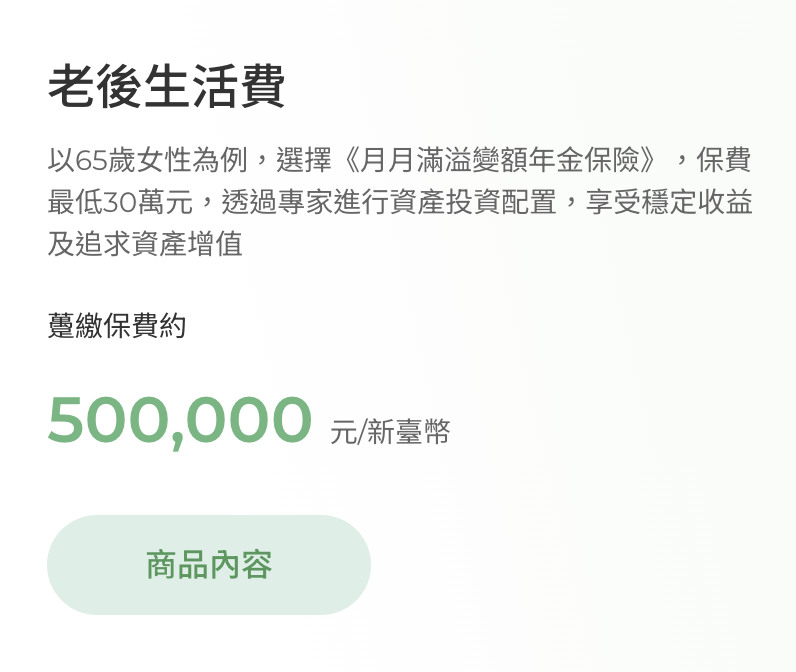 老後生活費
以65歲女性為例，選擇《月月滿溢變額年金保險》，保費
最低30萬元，透過專家進行資產投資配置，享受穩定收益
及追求資產增值
躉繳保費約
500,000 元/新臺幣
商品內容